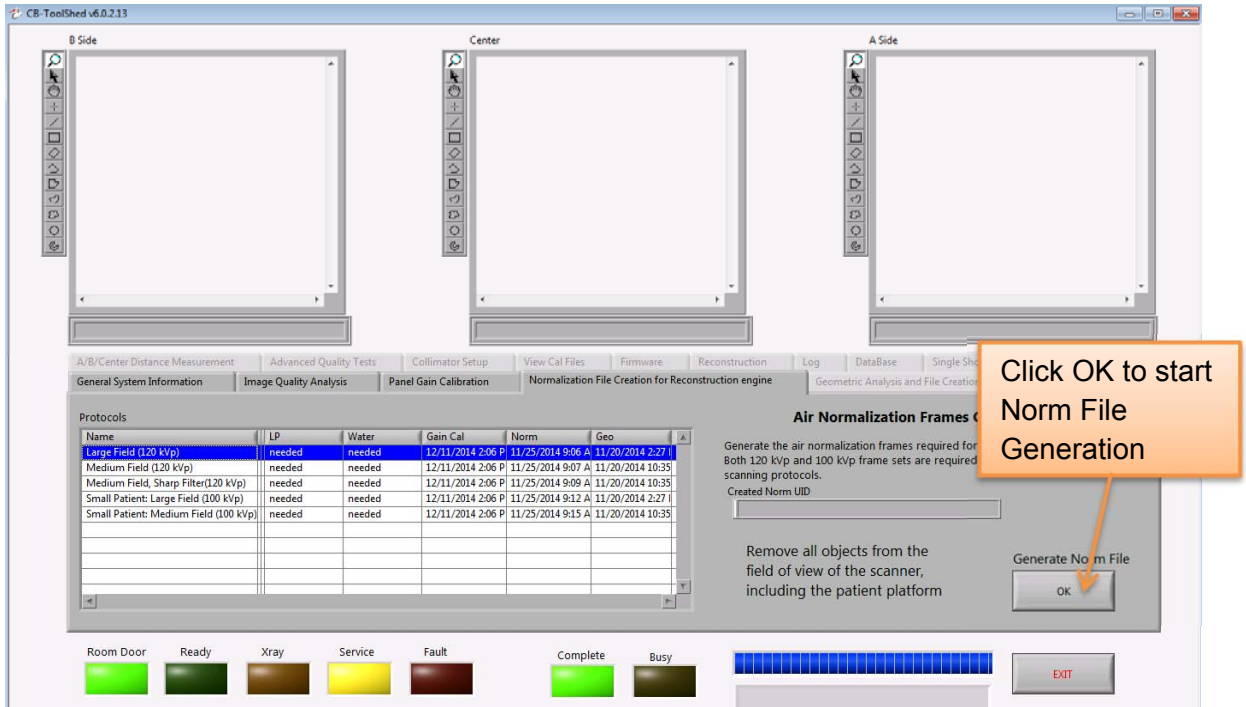 CB-ToolShed v6.0.2.13
B Side
Center
A Side
A/B/Center Distance Measurement
Advanced Quality Tests
Collimator Setup
View Cal Files
Firmware
Reconstruction
Log
DataBase
Single Sho
General System Information
Image Quality Analysis
Panel Gain Calibration
Normalization File Creation for Reconstruction engine
Geometric Analysis and File Creation
Click OK to start
Norm File
Generation
Protocols
Name LP Water Gain Cal Norm Geo
Large Field (120 kVp) needed needed 12/11/2014 2:06 P 11/25/2014 9:06 A 11/20/2014 2:27
Medium Field (120 kVp) needed needed 12/11/2014 2:06 P 11/25/2014 9:07 A 11/20/2014 10:35
Medium Field, Sharp Filter(120 kVp) needed needed 12/11/2014 2:06 P 11/25/2014 9:09 A 11/20/2014 10:35
Small Patient: Large Field (100 kVp) needed needed 12/11/2014 2:06 P 11/25/2014 9:12 A 11/20/2014 2:27
Small Patient: Medium Field (100 kVp) needed needed 12/11/2014 2:06 P 11/25/2014 9:15 A 11/20/2014 10:35
Air Normalization Frames
Generate the air normalization frames required for
Both 120 kVp and 100 kVp frame sets are required
scanning protocols.
Created Norm UID
Remove all objects from the
field of view of the scanner,
including the patient platform
Generate Norm File
OK
Room Door
Ready
Xray
Service
Fault
Complete
Busy
EXIT